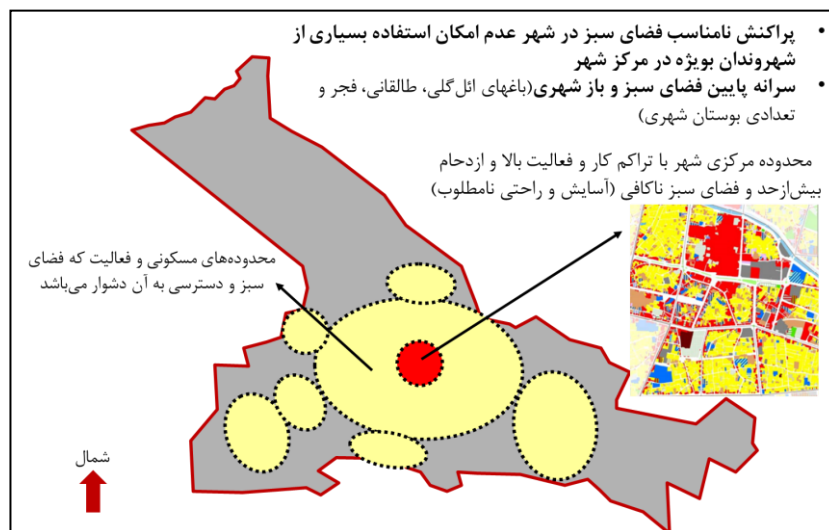 • پراکنش نامناسب فضای سبز در شهر عدم امکان استفاده بسیاری از
شهروندان بویژه در مرکز شهر
• سرانه پایین فضای سبز و باز شهری(باغهای ائل‌گلی، طالقانی، فجر و
تعدادی بوستان شهری)
محدوده مرکزی شهر با تراکم کار و فعالیت بالا و ازدحام
بیش‌ازحد و فضای سبز ناکافی (آسایش و راحتی نامطلوب)
محدوده‌های مسکونی و فعالیت که فضای
سبز و دسترسی به آن دشوار می‌باشد
شمال